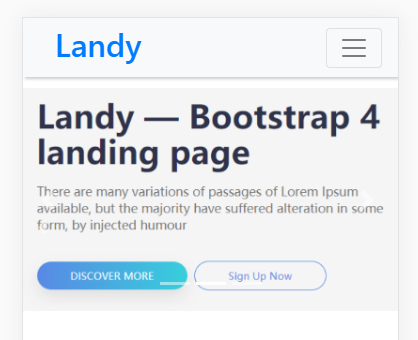 Landy
Landy — Bootstrap 4
landing page
There are many variations of passages of Lorem Ipsum
available, but the majority have suffered alteration in some
form, by injected humour
DISCOVER MORE
Sign Up Now